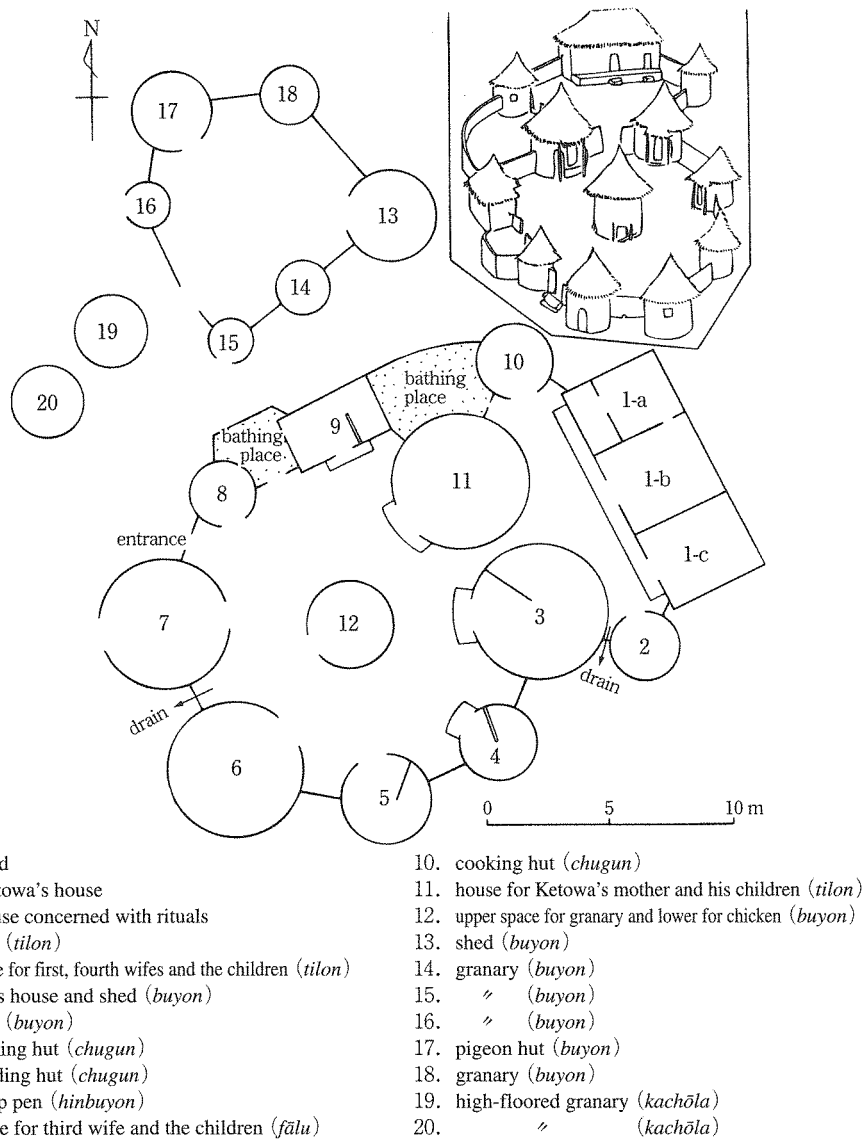 N
17
18
16
13
14
15
19
20
10
bathing
place
1-a
9
bathing
place
11
1-b
8
entrance
1-c
7
12
3
2
drain
drain
6
4
5
0 5 10 m
towa's house
se concerned with rituals
(tilon)
for first, fourth wifes and the children (tilon)
house and shed (buyon)
(buyon)
ing hut (chugun)
ing hut (chugun)
pen (hinbuyon)
for third wife and the children (fālu)
10. cooking hut (chugun)
11. house for Ketowa's mother and his children (tilon)
12. upper space for granary and lower for chicken (buyon)
13. shed (buyon)
14. granary (buyon)
15. 〃 (buyon)
16. 〃 (buyon)
17. pigeon hut (buyon)
18. granary (buyon)
19. high-floored granary (kachōla)
20. 〃 (kachōla)